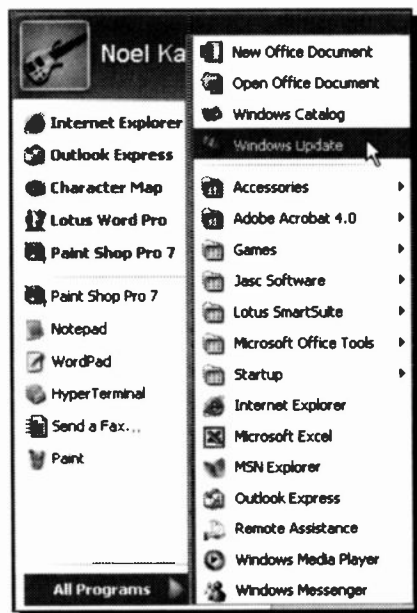 Noel Ka
Internet Explorer
Outlook Express
Character Map
Lotus Word Pro
Paint Shop Pro 7
Paint Shop Pro 7
Notepad
WordPad
HyperTerminal
Send a Fax...
Paint
All Programs
New Office Document
Open Office Document
Windows Catalog
Windows Update
Accessories
Adobe Acrobat 4.0
Games
Jasc Software
Lotus SmartSuite
Microsoft Office Tools
Startup
Internet Explorer
Microsoft Excel
MSN Explorer
Outlook Express
Remote Assistance
Windows Media Player
Windows Messenger